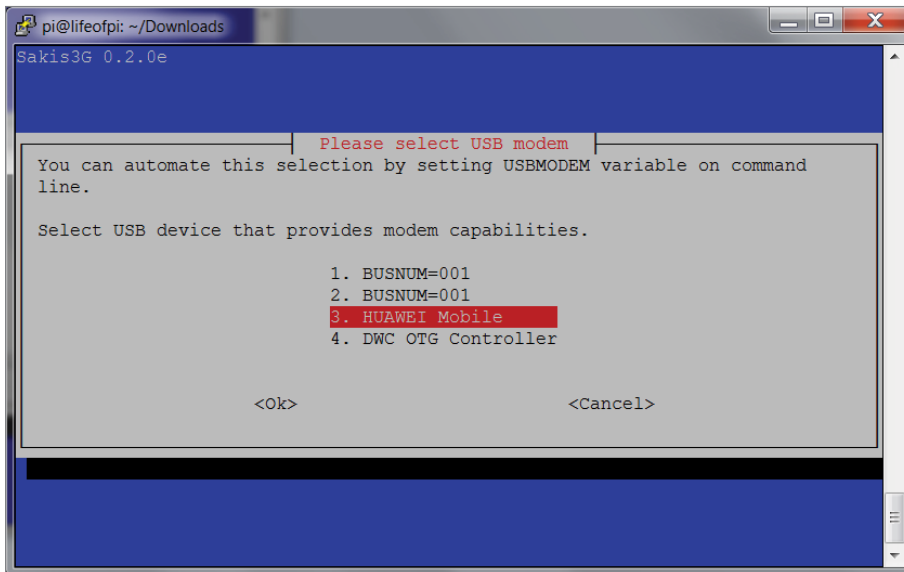 pi@lifeofpi: ~/Downloads
Sakis3G 0.2.0e
Please select USB modem
You can automate this selection by setting USBMODEM variable on command
line.
Select USB device that provides modem capabilities.
1. BUSNUM=001
2. BUSNUM=001
3. HUAWEI Mobile
4. DWC OTG Controller
<Ok> <Cancel>